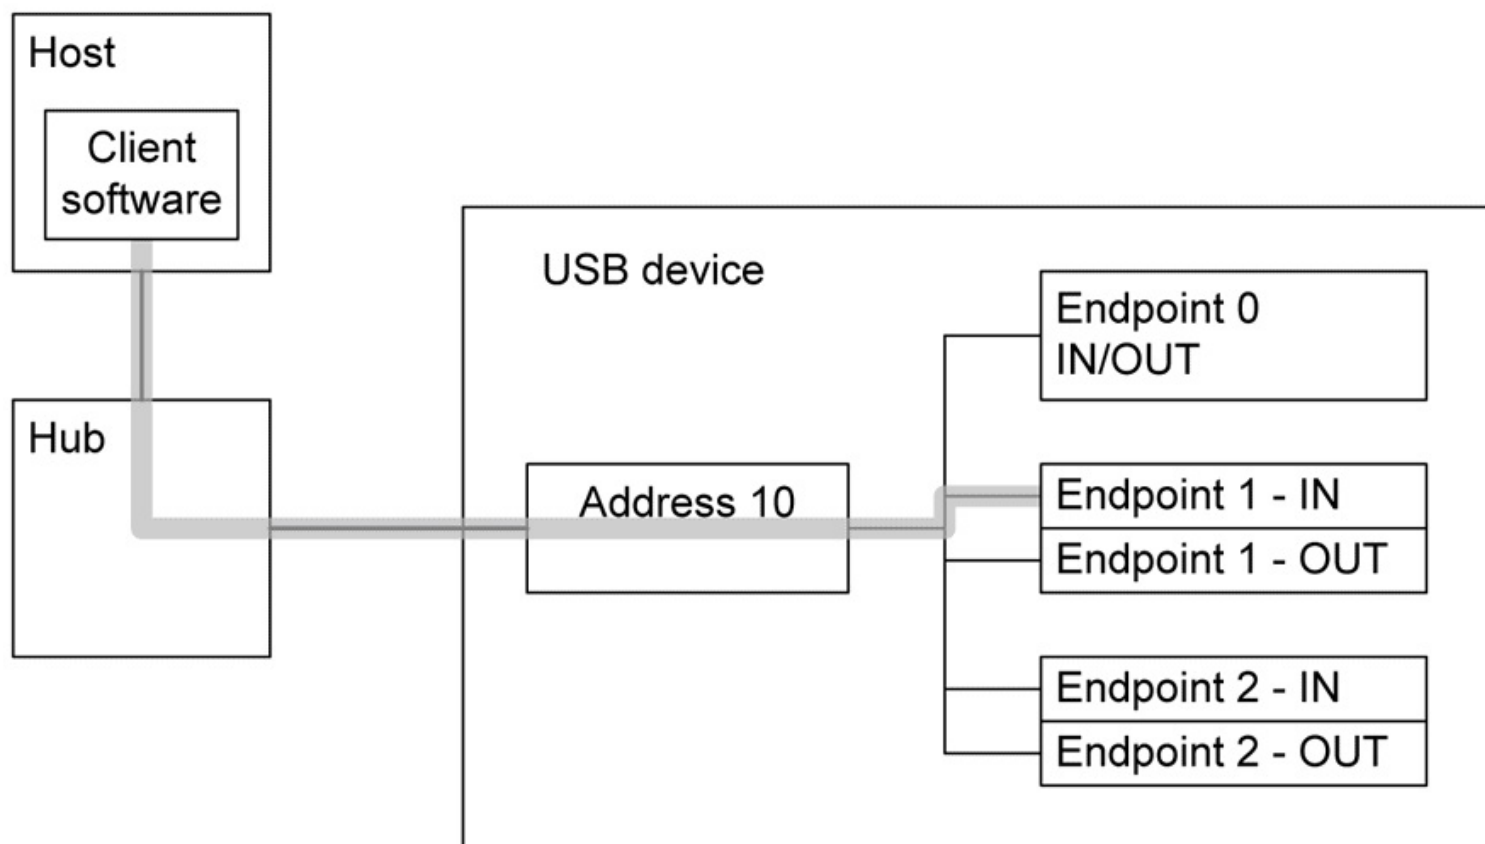 Host
Client
software
Hub
USB device
Address 10
Endpoint 0
IN/OUT
Endpoint 1 - IN
Endpoint 1 - OUT
Endpoint 2 - IN
Endpoint 2 - OUT